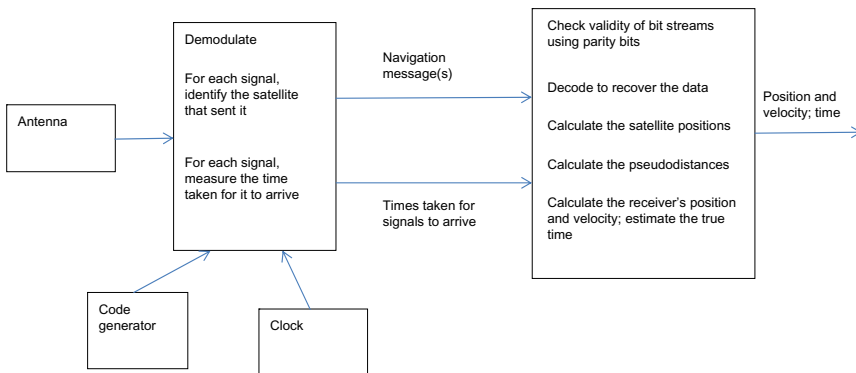 Antenna
Demodulate
For each signal,
identify the satellite
that sent it
For each signal,
measure the time
taken for it to arrive
Code
generator
Clock
Navigation
message(s)
Times taken for
signals to arrive
Check validity of bit streams
using parity bits
Decode to recover the data
Calculate the satellite positions
Calculate the pseudodistances
Calculate the receiver's position
and velocity; estimate the true
time
Position and
velocity; time